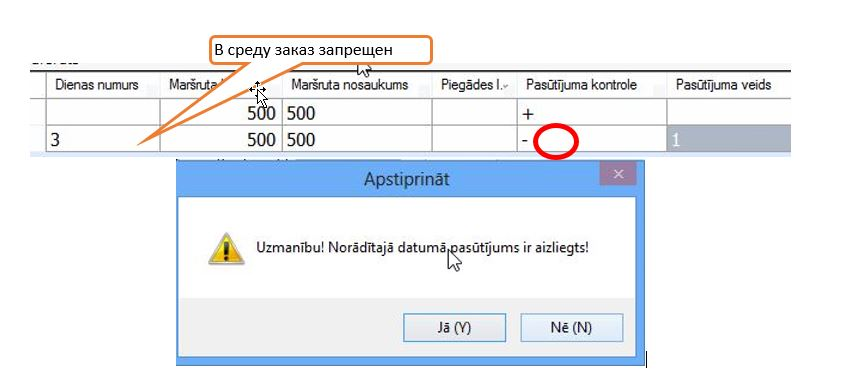 В среду заказ запрещен
Dienas numurs Maršruta Maršruta nosaukums Piegādes l. Pasūtījuma kontrole Pasūtījuma veids
500 500 +
3 500 500 - 1
Apstiprināt
Uzmanību! Norādītajā datumā pasūtījums ir aizliegts!
Jā (Y) Nē (N)